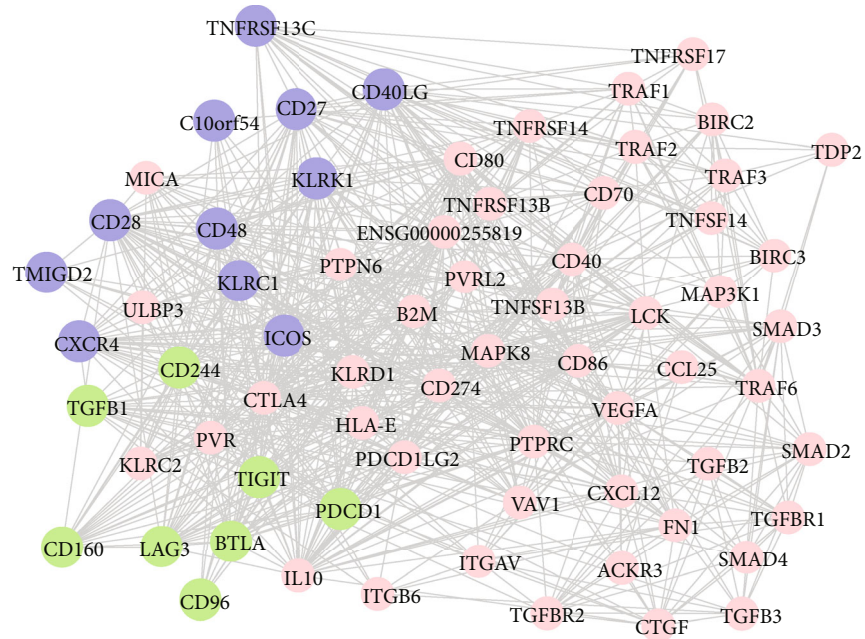 TNFRSF13C
TNFRSF17
CD40LG
TRAF1
CD27
C10orf54
TNFRSF14
BIRC2
TRAF2
TDP2
CD80
MICA
KLRK1
TRAF3
CD70
TNFRSF13B
CD28
CD48
TNFSF14
ENSG00000255819
TMIGD2
PTPN6
CD40
BIRC3
KLRC1
PVRL2
MAP3K1
ULBP3
B2M
TNFSF13B
LCK
SMAD3
CXCR4
ICOS
MAPK8
CD244
KLRD1
CD86
CCL25
CD274
TRAF6
TGFB1
CTLA4
VEGFA
HLA-E
PVR
PTPRC
SMAD2
KLRC2
PDCD1LG2
TGFB2
TIGIT
CXCL12
PDCD1
VAV1
FN1
TGFBR1
CD160
LAG3
BTLA
SMAD4
ITGAV
ACKR3
IL10
CD96
ITGB6
TGFBR2
CTGF
TGFB3